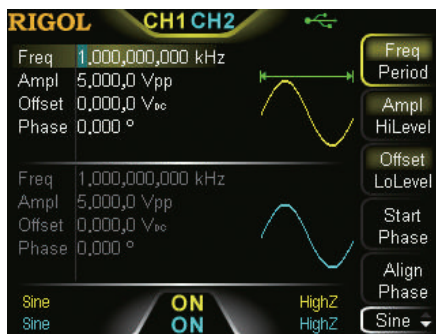 RIGOL CH1 CH2
Freq 1.000,000,000 kHz
Ampl 5.000,0 Vpp
Offset 0.000,0 VDC
Phase 0.000 °
Freq 1.000,000,000 kHz
Ampl 5.000,0 Vpp
Offset 0.000,0 VDC
Phase 0.000 °
Sine ON HighZ
Sine ON HighZ
Freq
Period
Ampl
HiLevel
Offset
LoLevel
Start
Phase
Align
Phase
Sine